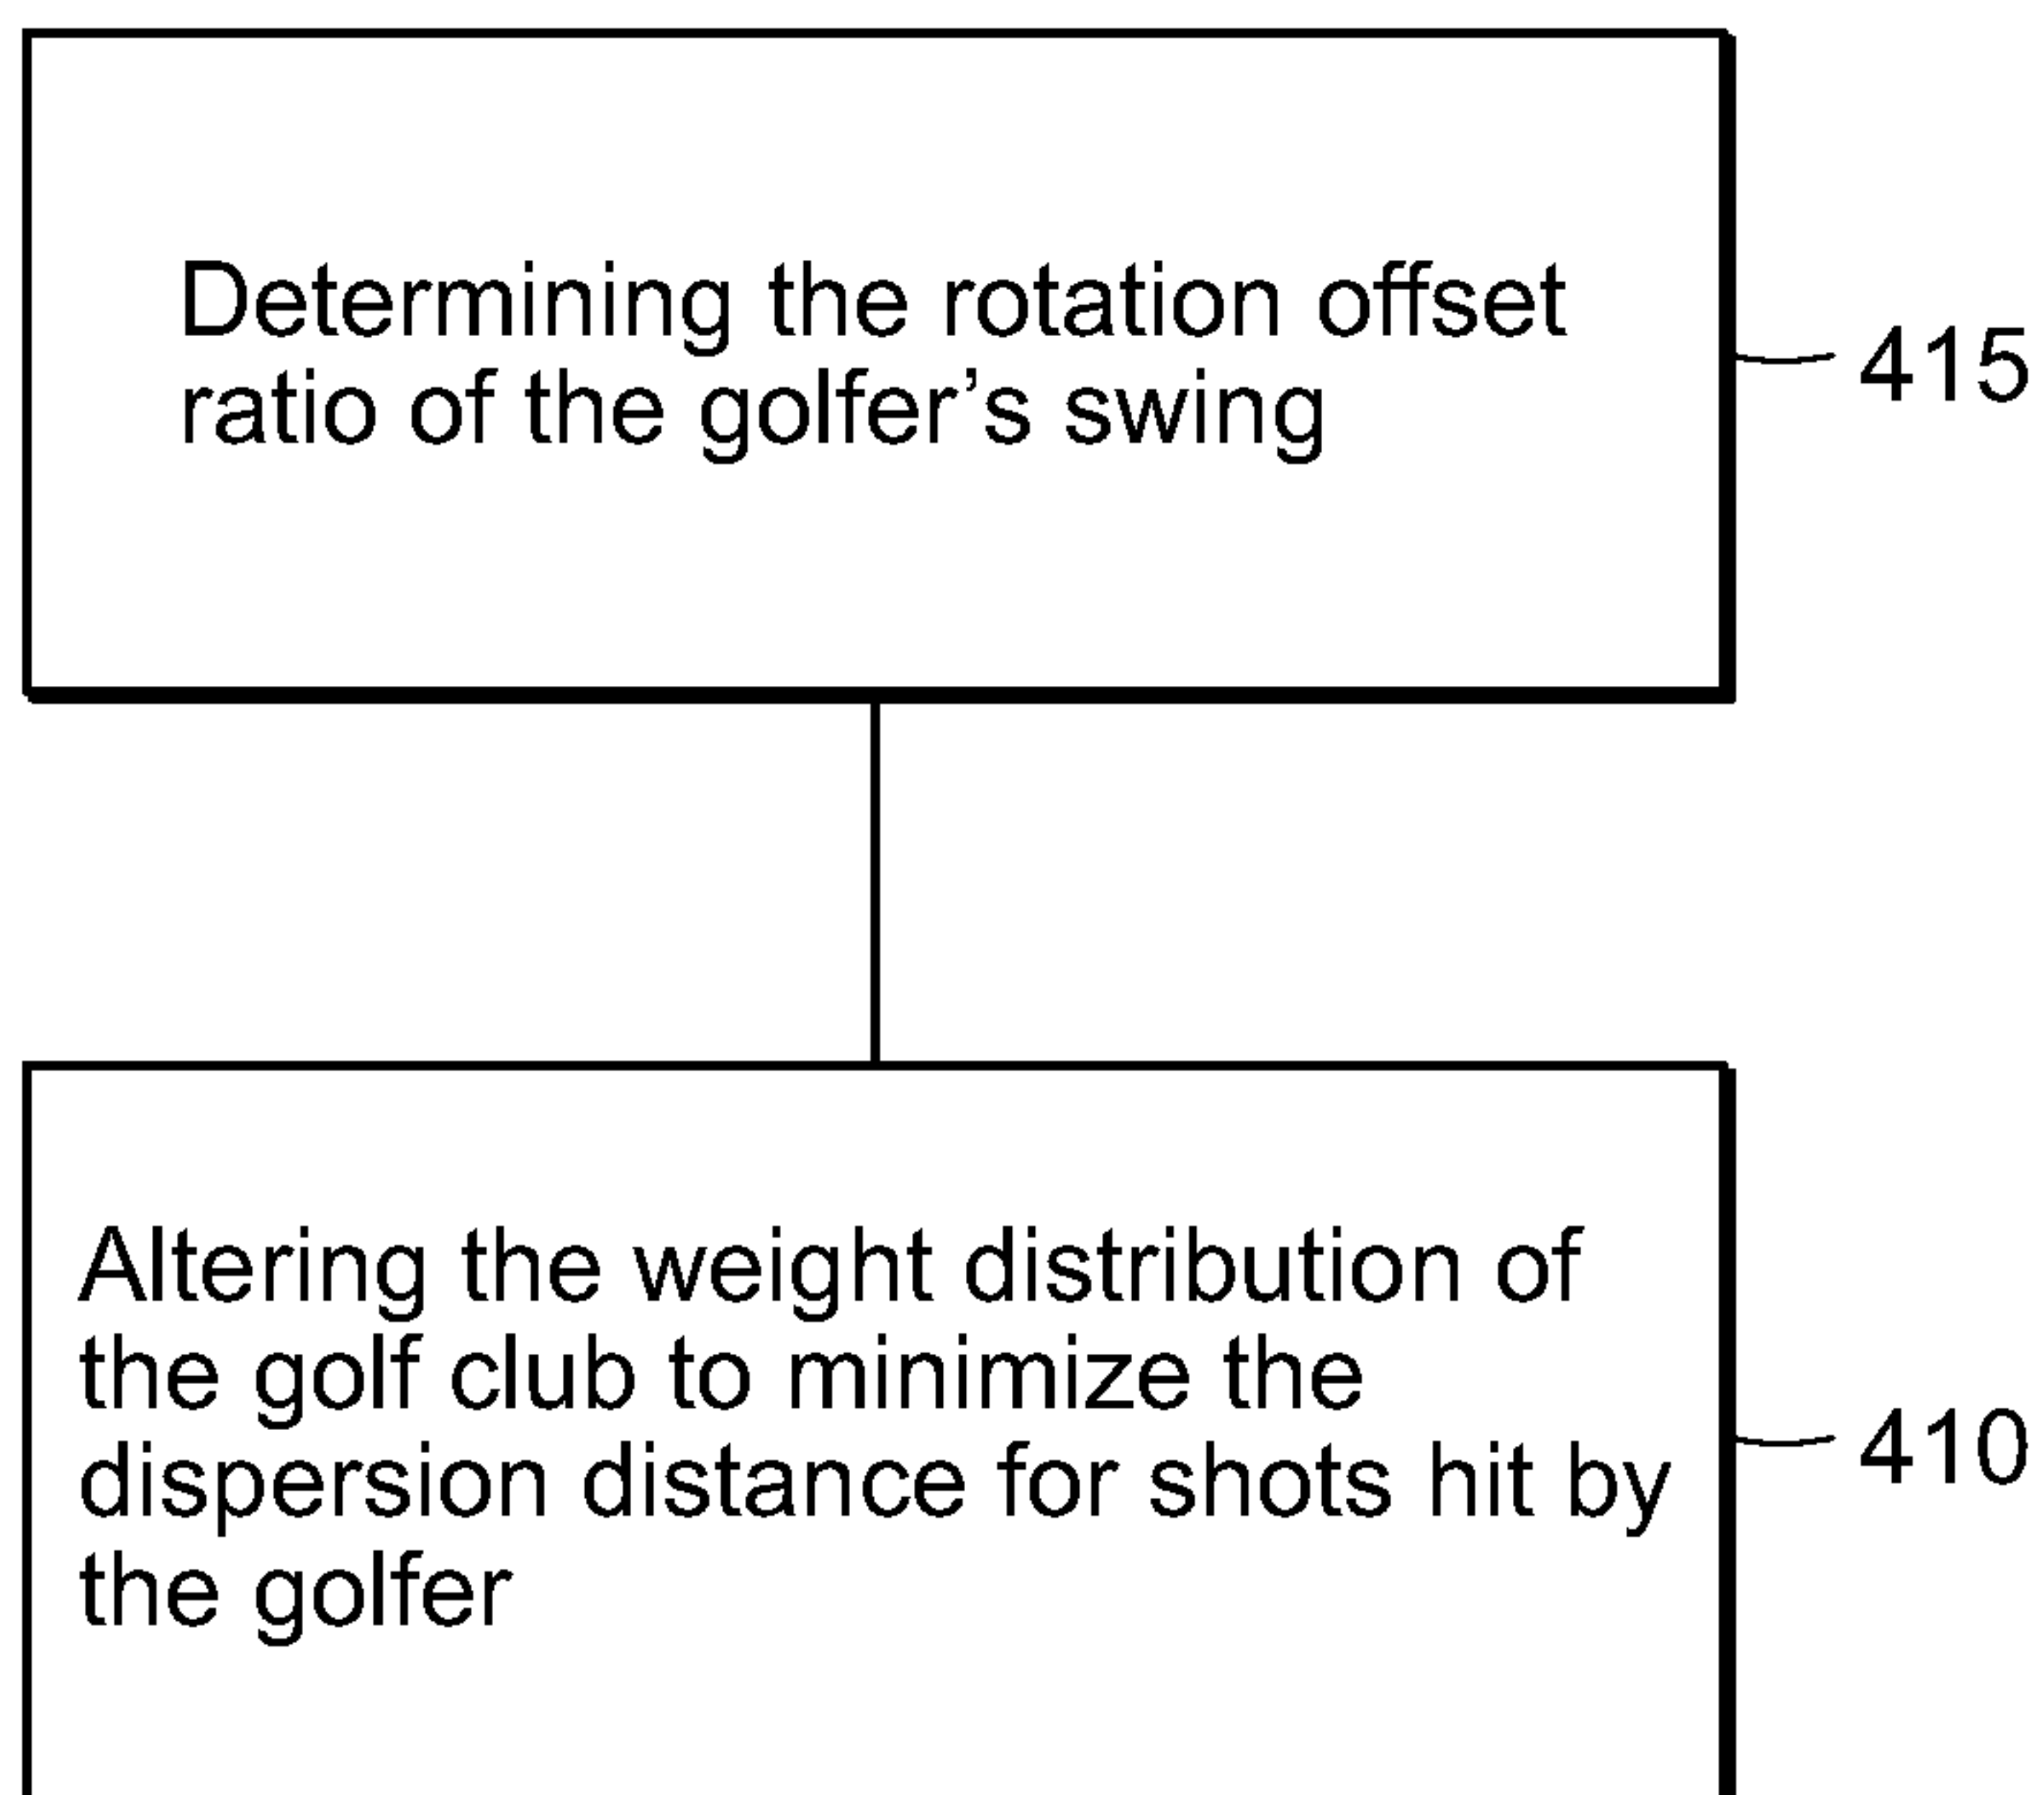 Determining the rotation offset
ratio of the golfer’s swing
415
Altering the weight distribution of
the golf club to minimize the
dispersion distance for shots hit by
the golfer
410